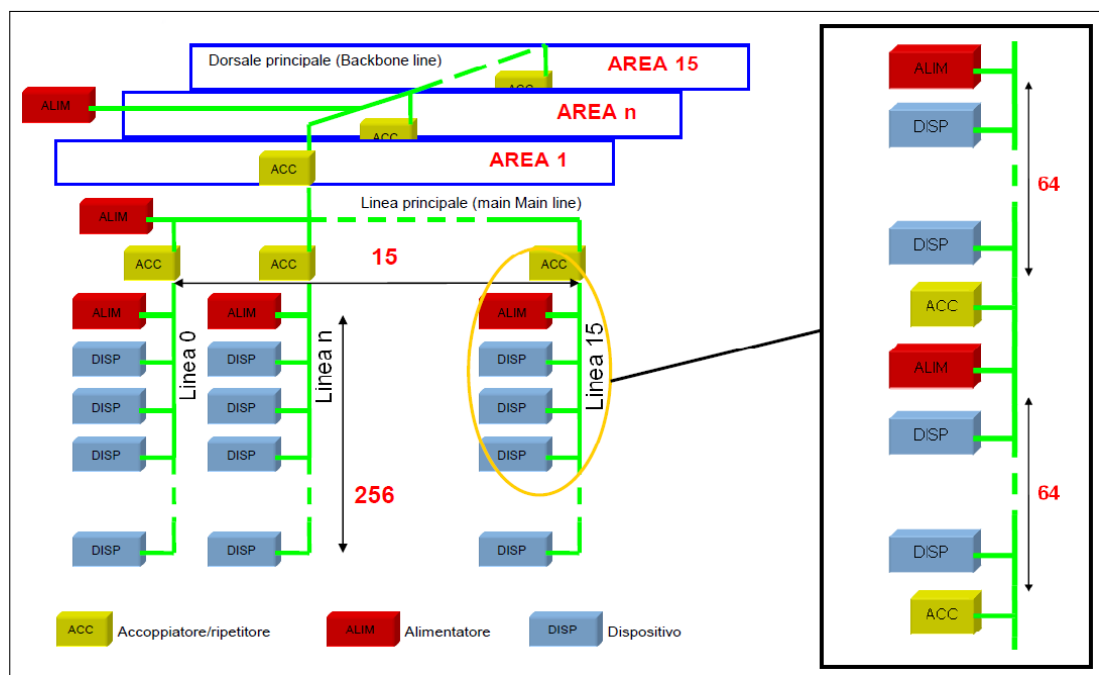 Dorsale principale (Backbone line)
AREA 15
ACC
ALIM
AREA n
ACC
AREA 1
ACC
Linea principale (main Main line)
ALIM
15
ACC
ACC
ACC
ALIM
ALIM
ALIM
DISP
DISP
DISP
DISP
DISP
DISP
DISP
DISP
DISP
Linea 0
Linea n
Linea 15
256
DISP
DISP
DISP
ACC
Accoppiatore/ripetitore
ALIM
Alimentatore
DISP
Dispositivo
ALIM
DISP
64
DISP
ACC
ALIM
DISP
64
DISP
ACC